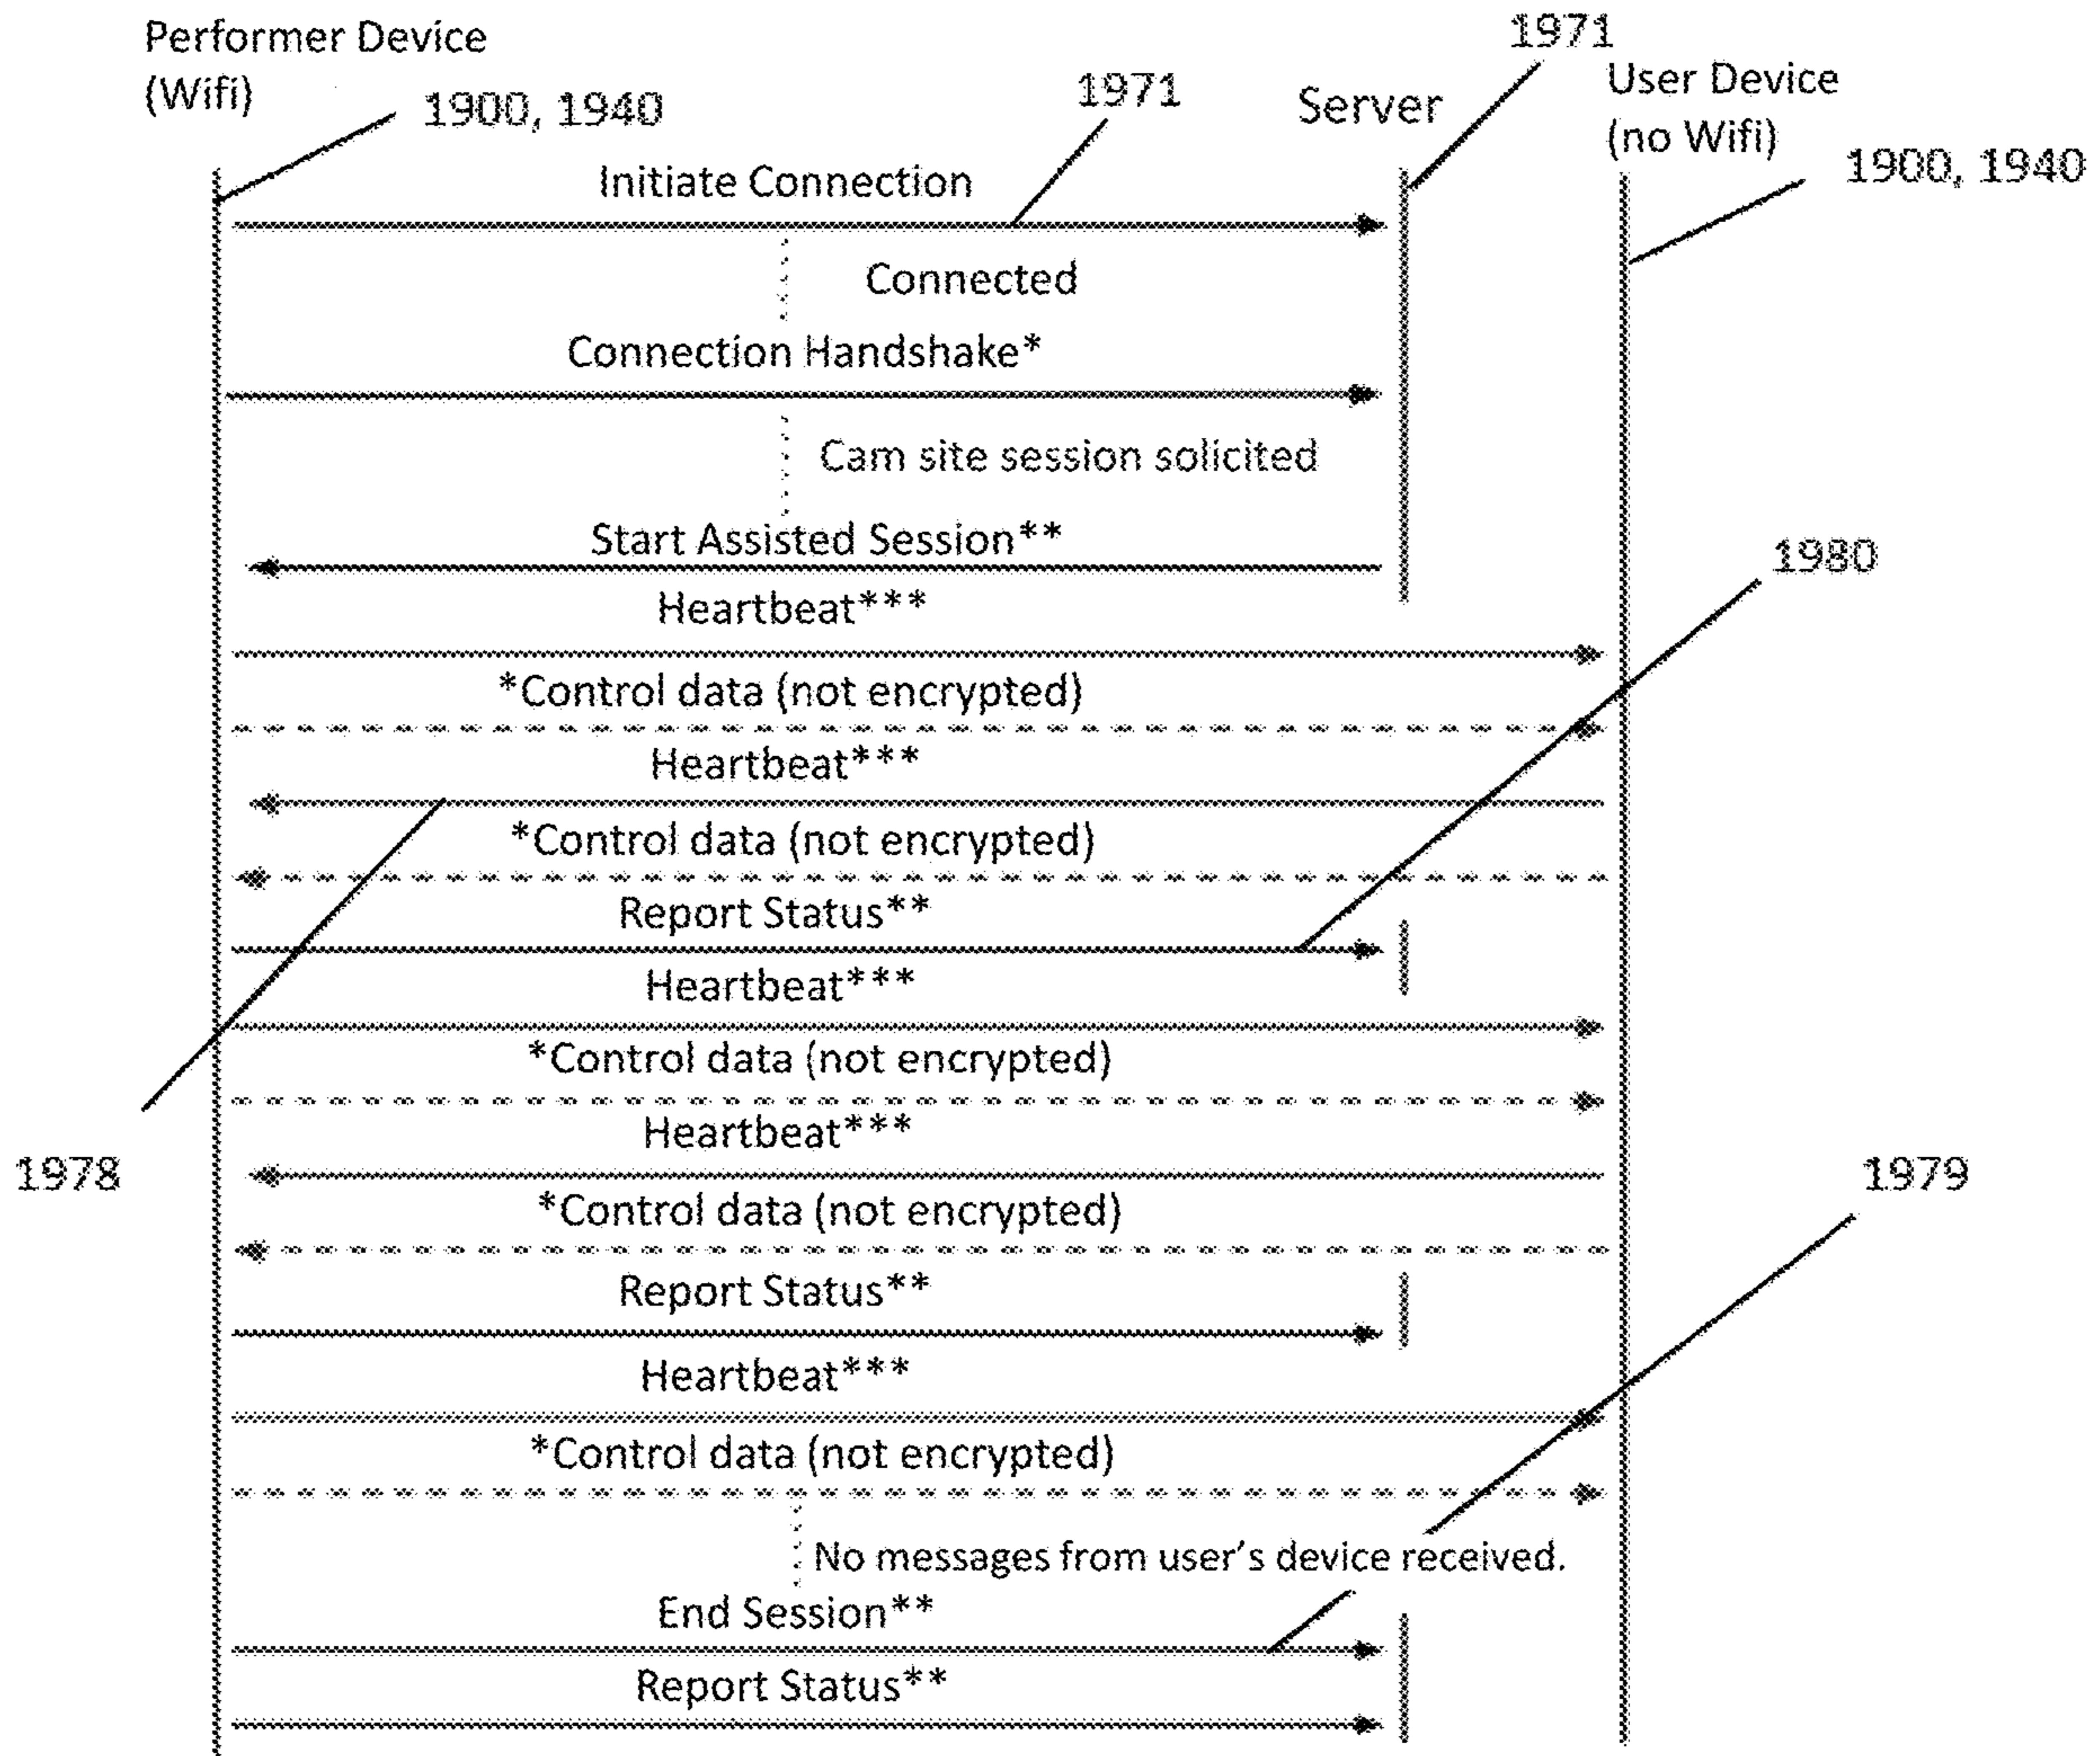 Performer Device
(Wifi)
1900, 1940
1971
Server
1971
User Device
(no Wifi)
1900, 1940
Initiate Connection
Connected
Connection Handshake*
Cam site session solicited
Start Assisted Session**
1980
Heartbeat***
*Control data (not encrypted)
Heartbeat***
*Control data (not encrypted)
Report Status**
Heartbeat***
*Control data (not encrypted)
Heartbeat***
1978
1979
*Control data (not encrypted)
Report Status**
Heartbeat***
*Control data (not encrypted)
No messages from user's device received.
End Session**
Report Status**